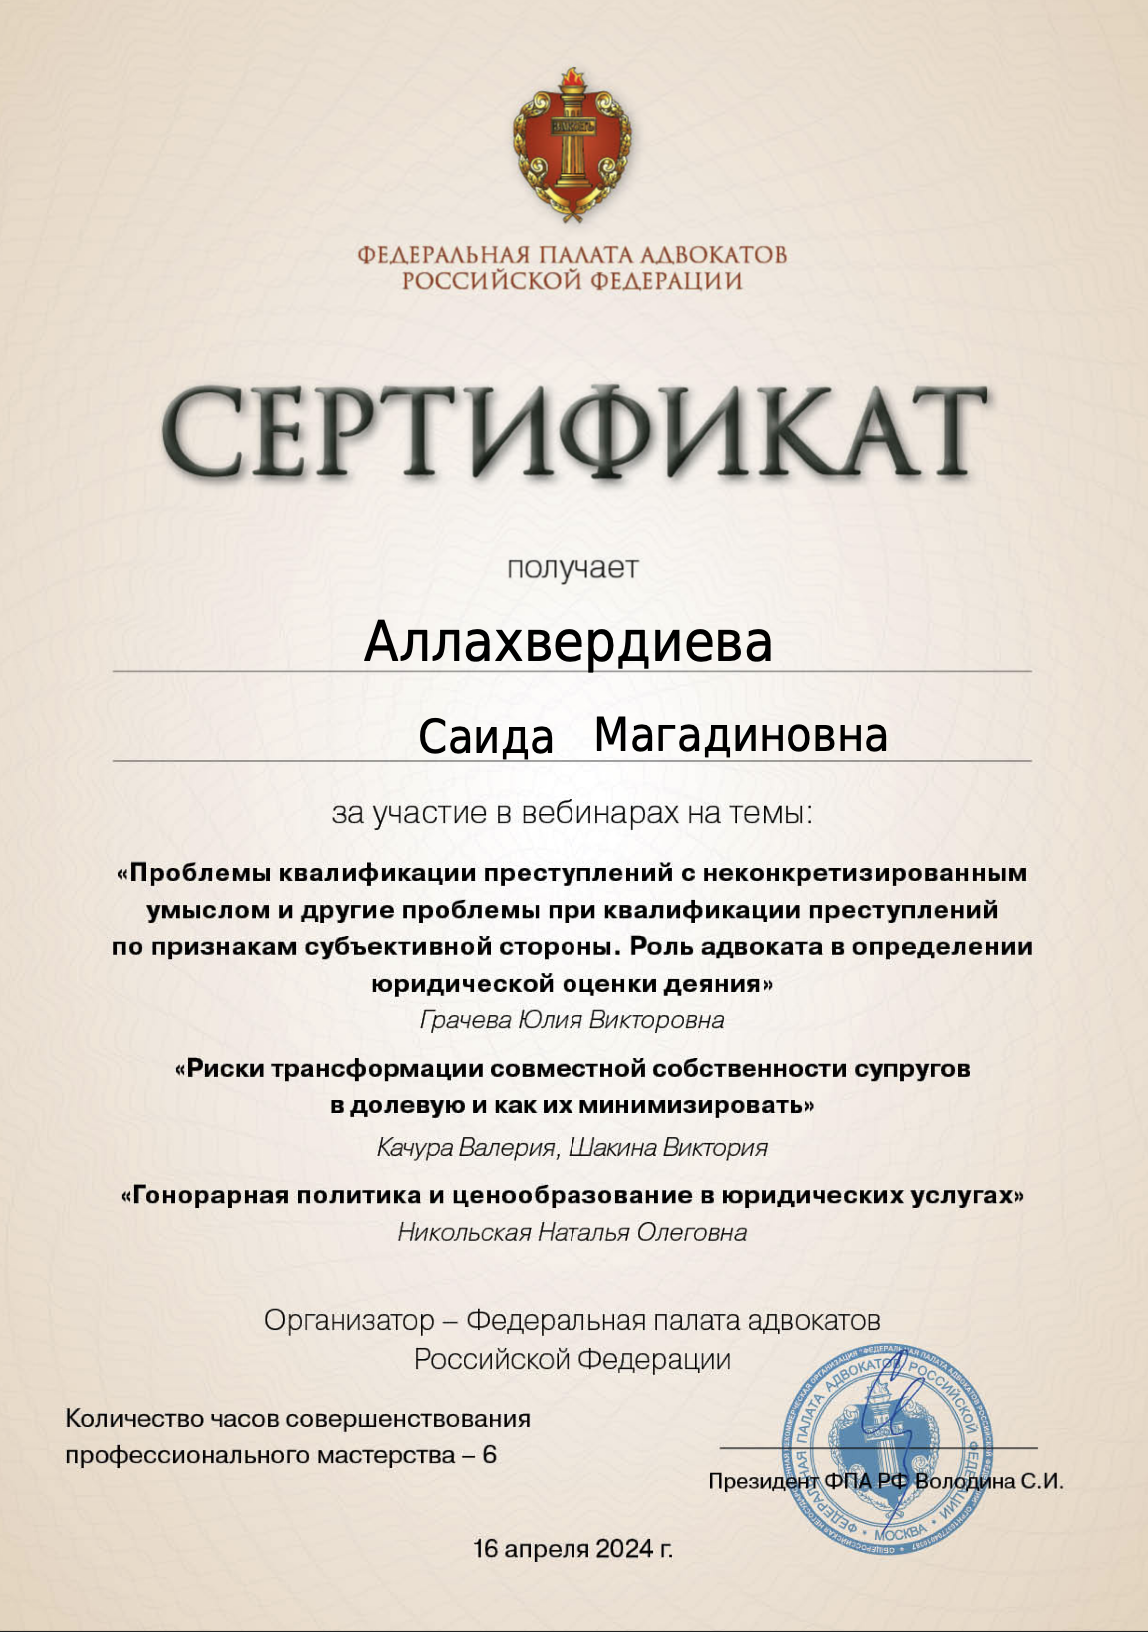 ФЕДЕРАЛЬНАЯ ПАЛАТА АДВОКАТОВ
РОССИЙСКОЙ ФЕДЕРАЦИИ
СЕРТИФИКАТ
получает
Аллахвердиева
Саида Магадиновна
за участие в вебинарах на темы:
«Проблемы квалификации преступлений с неконкретизированным
умыслом и другие проблемы при квалификации преступлений
по признакам субъективной стороны. Роль адвоката в определении
юридической оценки деяния»
Грачева Юлия Викторовна
«Риски трансформации совместной собственности супругов
в долевую и как их минимизировать»
Качура Валерия, Шакина Виктория
«Гонорарная политика и ценообразование в юридических услугах»
Никольская Наталья Олеговна
Организатор – Федеральная палата адвокатов
Российской Федерации
Количество часов совершенствования
профессионального мастерства – 6
ФЕДЕРАЛЬНАЯ ПАЛАТА АДВОКАТОВ РОССИЙСКОЙ ФЕДЕРАЦИИ
МОСКВА
Президент ФПА РФ Володина С.И.
16 апреля 2024 г.